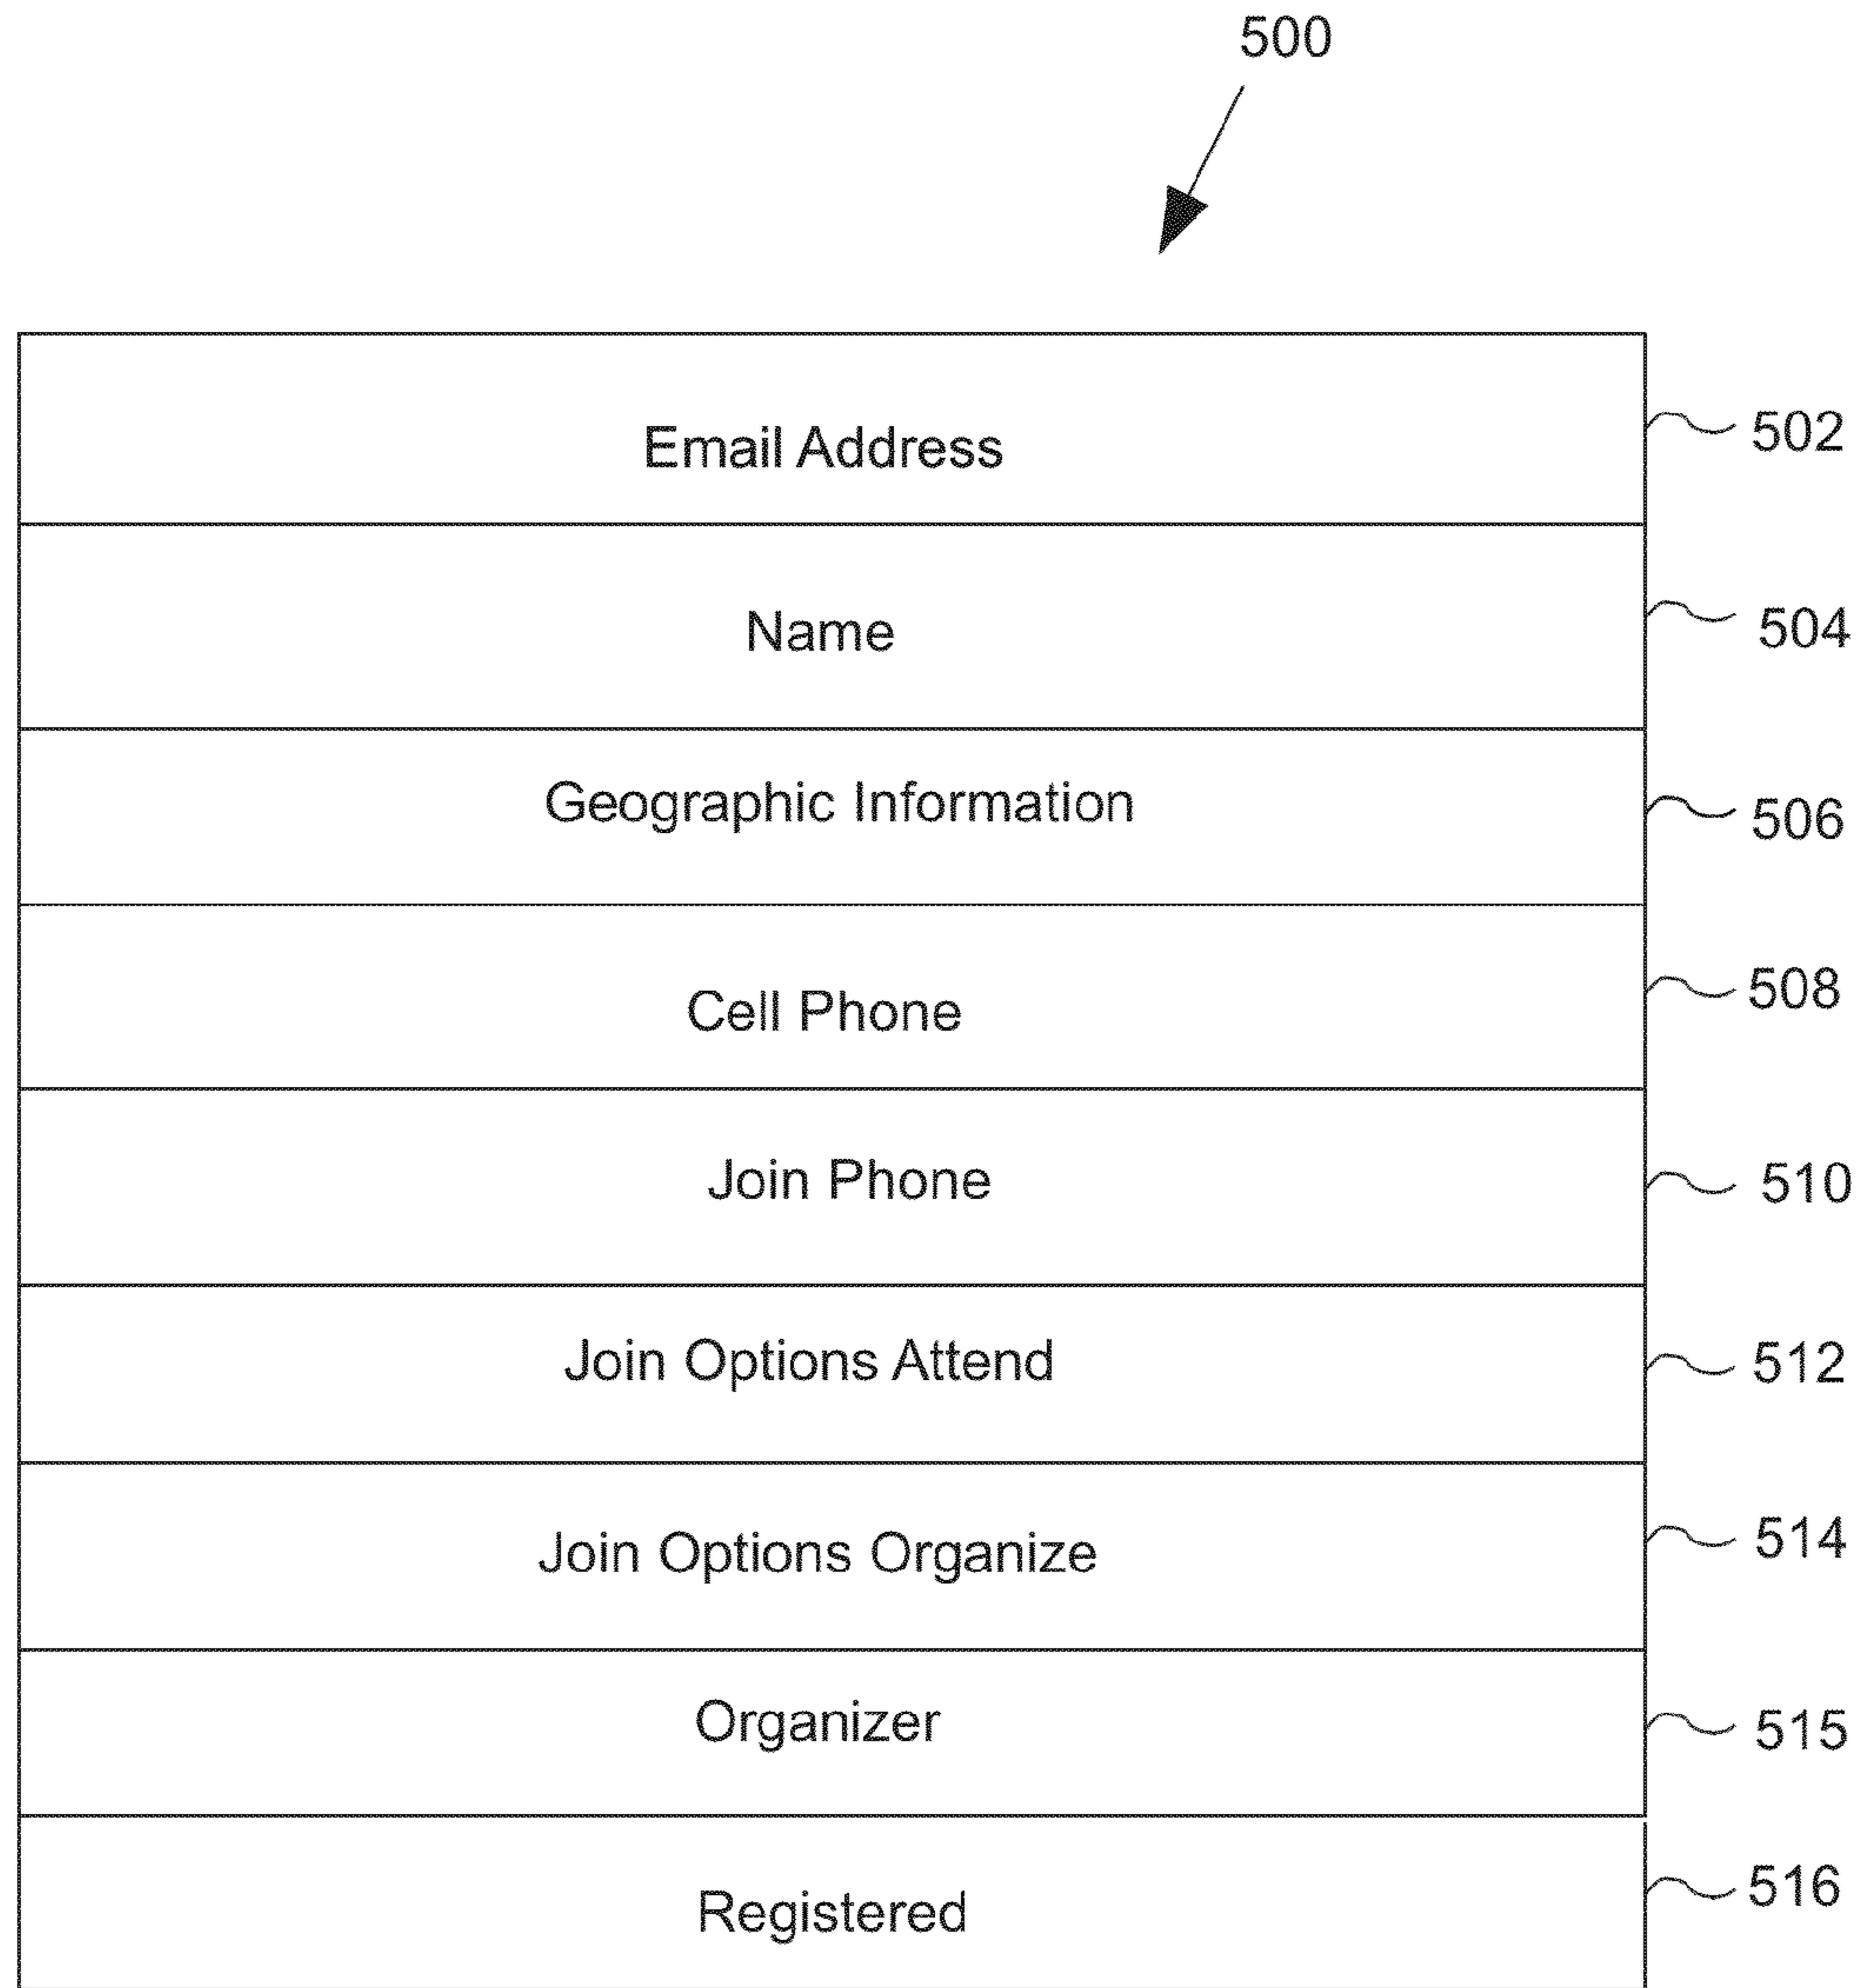 500
Email Address 502
Name 504
Geographic Information 506
Cell Phone 508
Join Phone 510
Join Options Attend 512
Join Options Organize 514
Organizer 515
Registered 516